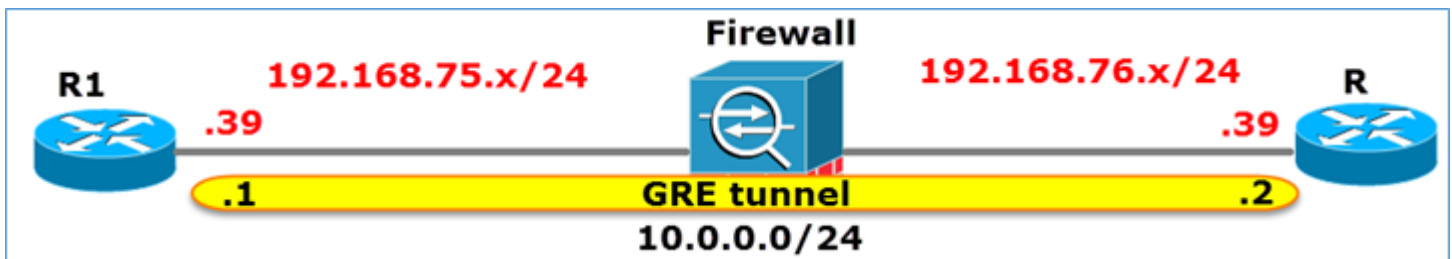 Firewall
R1
192.168.75.x/24
192.168.76.x/24
R
.39
.39
.1
GRE tunnel
.2
10.0.0.0/24